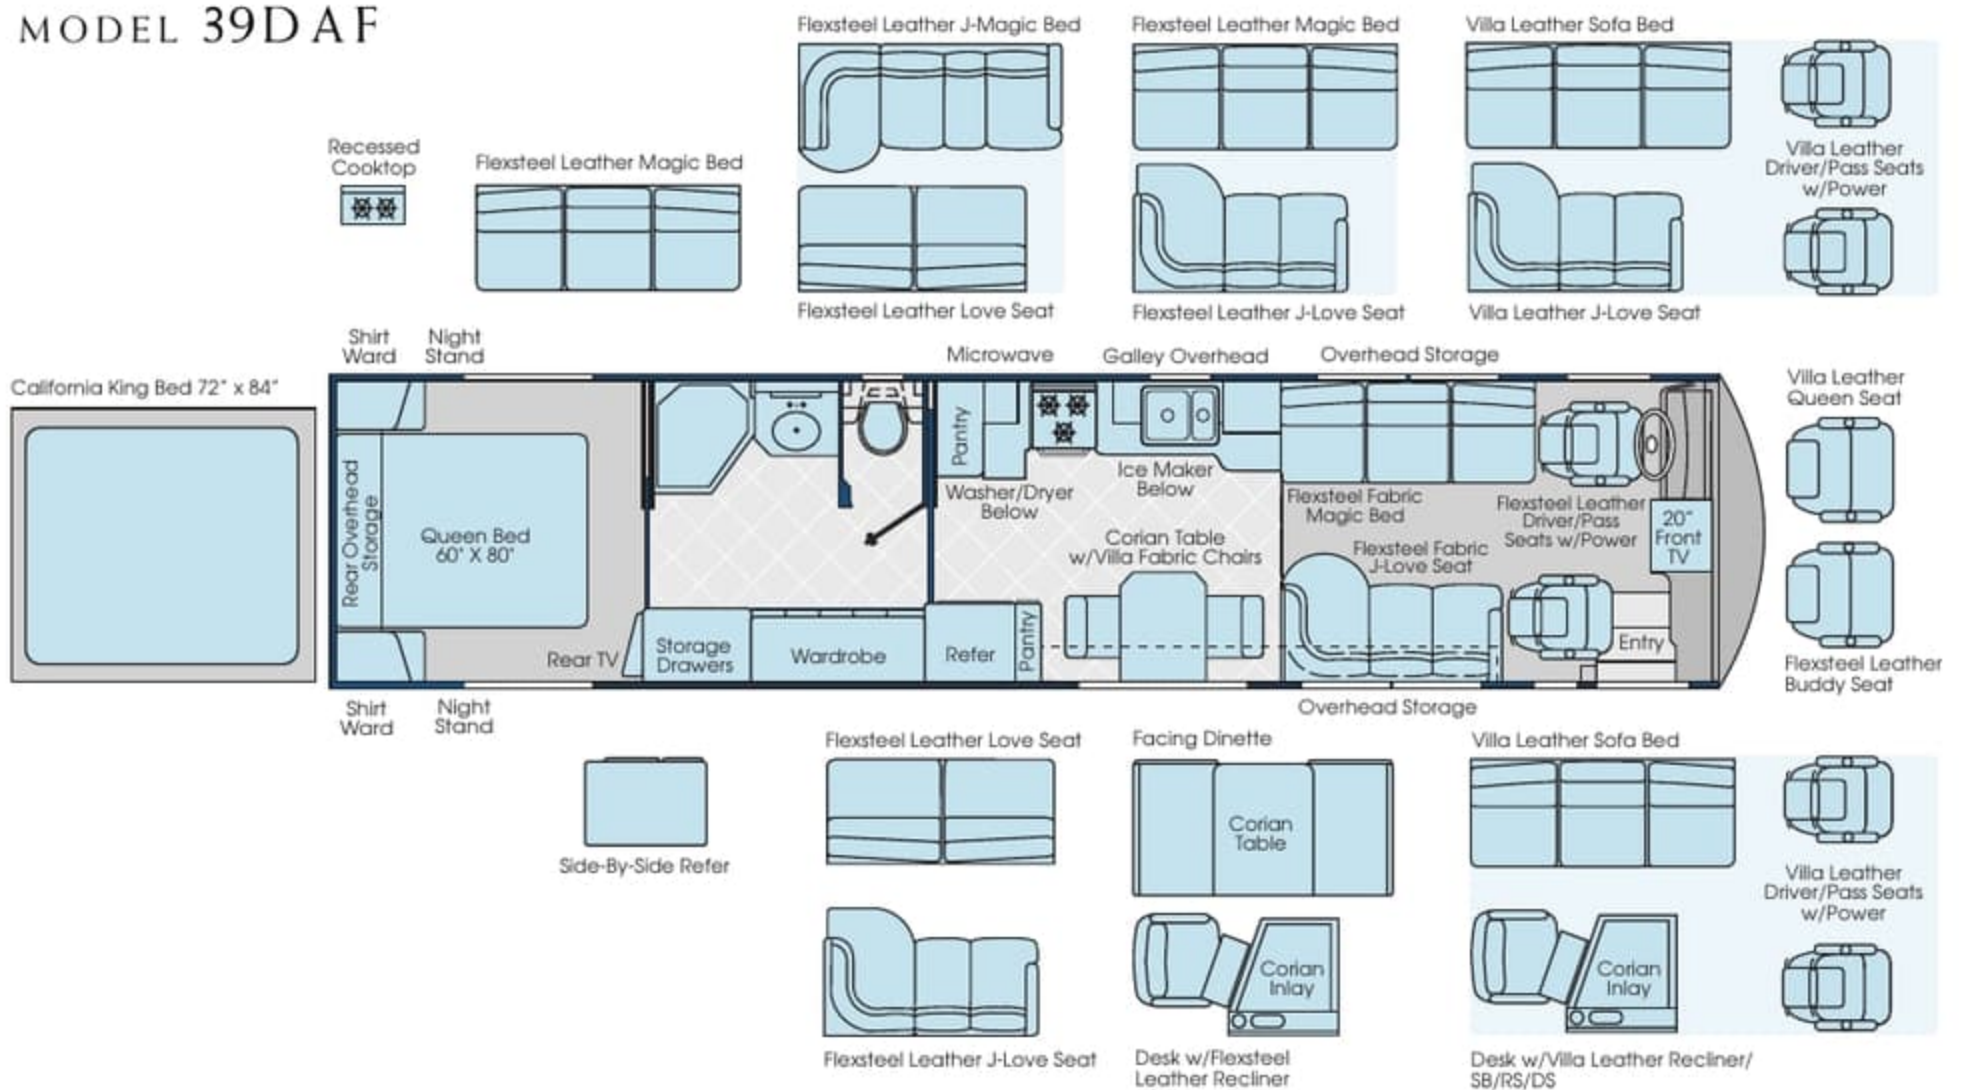 MODEL 39DAF
Flexsteel Leather J-Magic Bed
Flexsteel Leather Magic Bed
Villa Leather Sofa Bed
Recessed
Cooktop
Flexsteel Leather Magic Bed
Villa Leather
Driver/Pass Seats
w/Power
Flexsteel Leather Love Seat
Flexsteel Leather J-Love Seat
Villa Leather J-Love Seat
Shirt
Ward
Night
Stand
Microwave
Galley Overhead
Overhead Storage
California King Bed 72" x 84"
Villa Leather
Queen Seat
Rear Overhead
Storage
Queen Bed
60" X 80"
Pantry
Washer/Dryer
Below
Ice Maker
Below
Flexsteel Fabric
Magic Bed
Flexsteel Leather
Driver/Pass
Seats w/Power
20"
Front
TV
Corian Table
w/Villa Fabric Chairs
Flexsteel Fabric
J-Love Seat
Rear TV
Storage
Drawers
Wardrobe
Refer
Pantry
Entry
Flexsteel Leather
Buddy Seat
Shirt
Ward
Night
Stand
Overhead Storage
Flexsteel Leather Love Seat
Facing Dinette
Villa Leather Sofa Bed
Corian
Table
Side-By-Side Refer
Villa Leather
Driver/Pass Seats
w/Power
Corian
Inlay
Corian
Inlay
Flexsteel Leather J-Love Seat
Desk w/Flexsteel
Leather Recliner
Desk w/Villa Leather Recliner/
SB/RS/DS